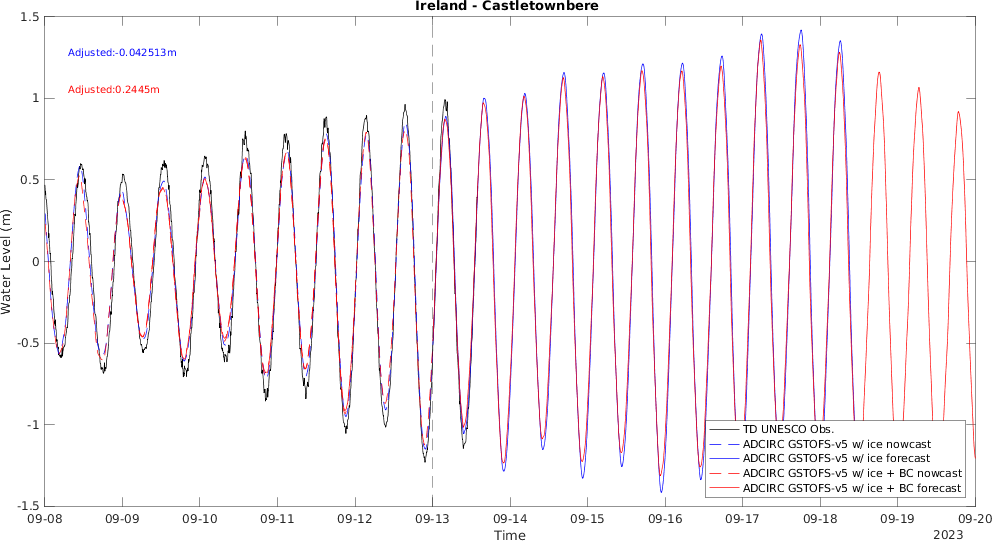 Ireland - Castletownbere
Adjusted:-0.042513m
Adjusted:0.2445m
1.5
1
0.5
0
-0.5
-1
-1.5
Water Level (m)
TD UNESCO Obs.
ADCIRC GSTOFS-v5 w/ ice nowcast
ADCIRC GSTOFS-v5 w/ ice forecast
ADCIRC GSTOFS-v5 w/ ice + BC nowcast
ADCIRC GSTOFS-v5 w/ ice + BC forecast
09-08 09-09 09-10 09-11 09-12 09-13 09-14 09-15 09-16 09-17 09-18 09-19 09-20
Time
2023